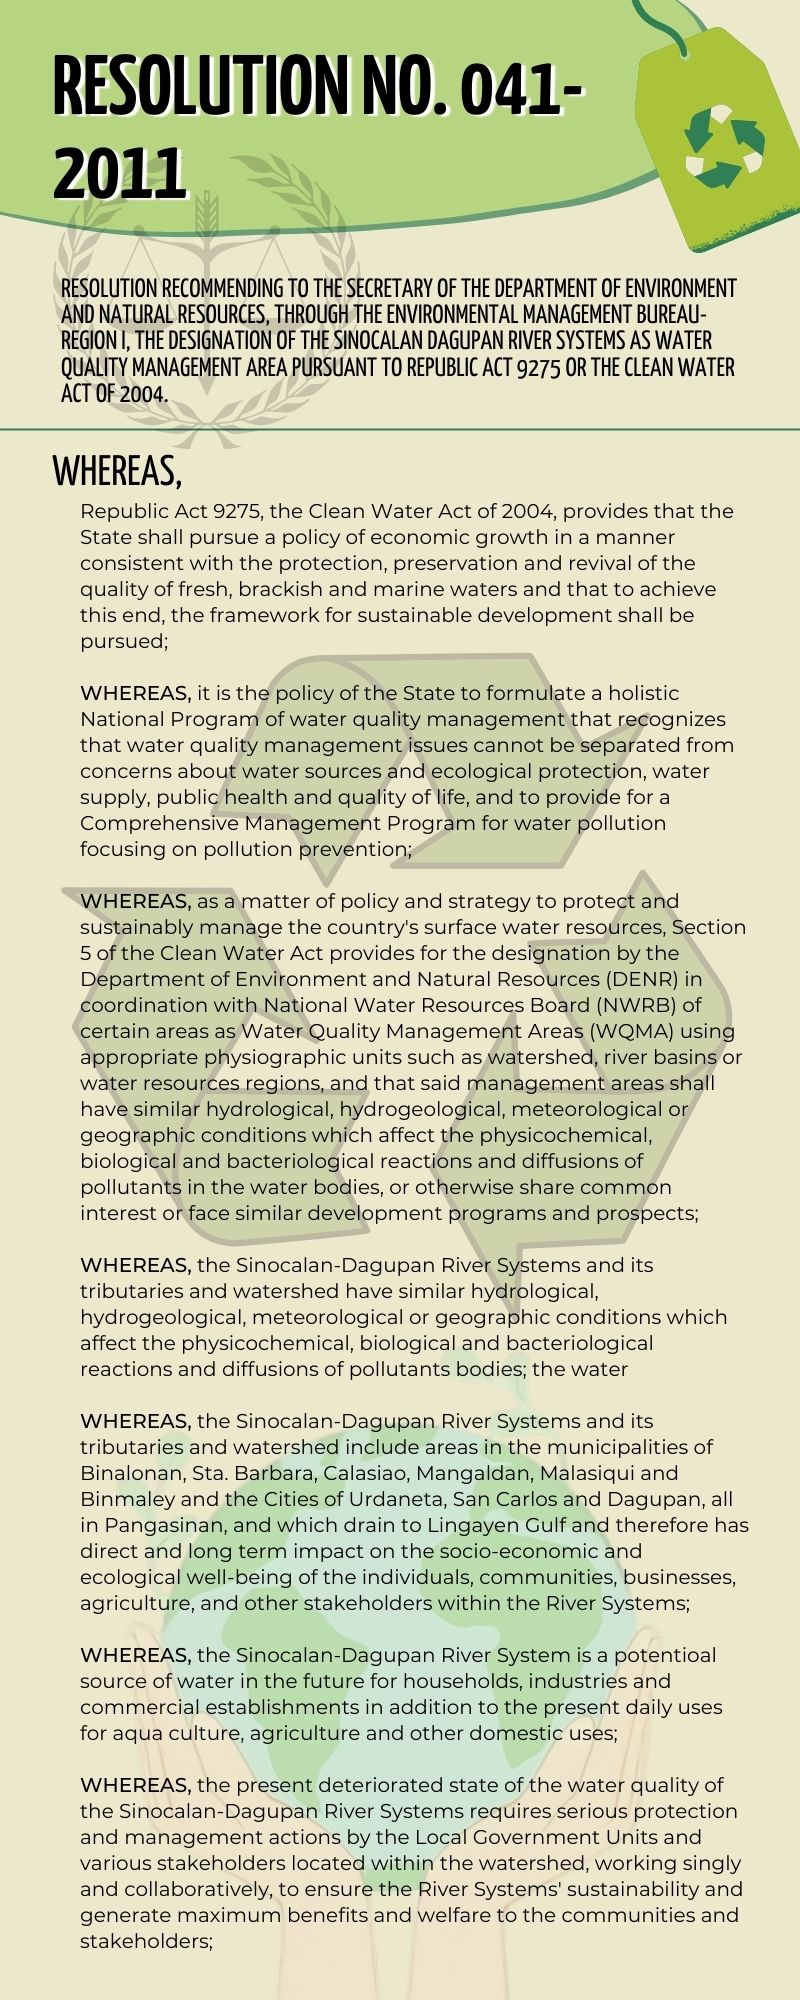 RESOLUTION NO. 041-
2011
RESOLUTION RECOMMENDING TO THE SECRETARY OF THE DEPARTMENT OF ENVIRONMENT
AND NATURAL RESOURCES, THROUGH THE ENVIRONMENTAL MANAGEMENT BUREAU-
REGION I, THE DESIGNATION OF THE SINOCALAN DAGUPAN RIVER SYSTEMS AS WATER
QUALITY MANAGEMENT AREA PURSUANT TO REPUBLIC ACT 9275 OR THE CLEAN WATER
ACT OF 2004.
WHEREAS,
Republic Act 9275, the Clean Water Act of 2004, provides that the
State shall pursue a policy of economic growth in a manner
consistent with the protection, preservation and revival of the
quality of fresh, brackish and marine waters and that to achieve
this end, the framework for sustainable development shall be
pursued;
WHEREAS, it is the policy of the State to formulate a holistic
National Program of water quality management that recognizes
that water quality management issues cannot be separated from
concerns about water sources and ecological protection, water
supply, public health and quality of life, and to provide for a
Comprehensive Management Program for water pollution
focusing on pollution prevention;
WHEREAS, as a matter of policy and strategy to protect and
sustainably manage the country's surface water resources, Section
5 of the Clean Water Act provides for the designation by the
Department of Environment and Natural Resources (DENR) in
coordination with National Water Resources Board (NWRB) of
certain areas as Water Quality Management Areas (WQMA) using
appropriate physiographic units such as watershed, river basins or
water resources regions, and that said management areas shall
have similar hydrological, hydrogeological, meteorological or
geographic conditions which affect the physicochemical,
biological and bacteriological reactions and diffusions of
pollutants in the water bodies, or otherwise share common
interest or face similar development programs and prospects;
WHEREAS, the Sinocalan-Dagupan River Systems and its
tributaries and watershed have similar hydrological,
hydrogeological, meteorological or geographic conditions which
affect the physicochemical, biological and bacteriological
reactions and diffusions of pollutants bodies; the water
WHEREAS, the Sinocalan-Dagupan River Systems and its
tributaries and watershed include areas in the municipalities of
Binalonan, Sta. Barbara, Calasiao, Mangaldan, Malasiqui and
Binmaley and the Cities of Urdaneta, San Carlos and Dagupan, all
in Pangasinan, and which drain to Lingayen Gulf and therefore has
direct and long term impact on the socio-economic and
ecological well-being of the individuals, communities, businesses,
agriculture, and other stakeholders within the River Systems;
WHEREAS, the Sinocalan-Dagupan River System is a potentioal
source of water in the future for households, industries and
commercial establishments in addition to the present daily uses
for aqua culture, agriculture and other domestic uses;
WHEREAS, the present deteriorated state of the water quality of
the Sinocalan-Dagupan River Systems requires serious protection
and management actions by the Local Government Units and
various stakeholders located within the watershed, working singly
and collaboratively, to ensure the River Systems' sustainability and
generate maximum benefits and welfare to the communities and
stakeholders;